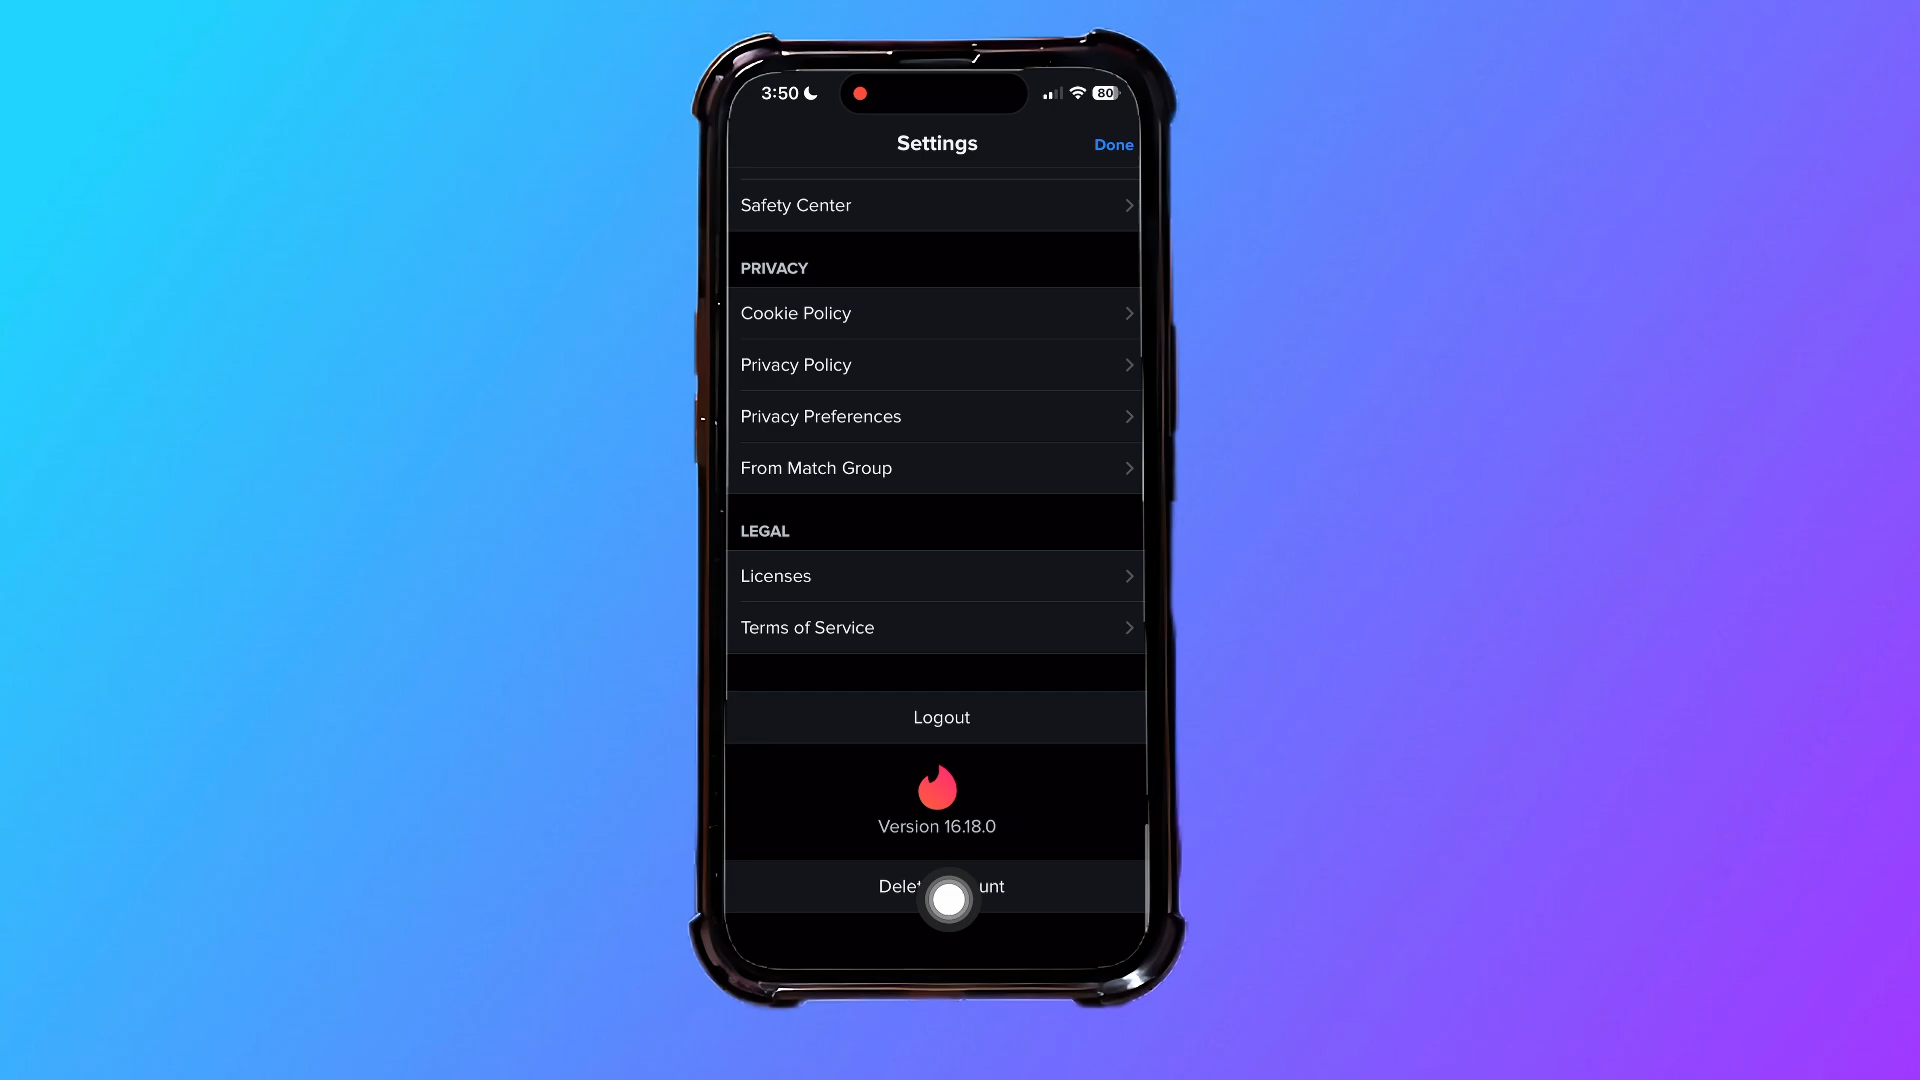 3:50
80
Settings
Done
Safety Center
PRIVACY
Cookie Policy
Privacy Policy
Privacy Preferences
From Match Group
LEGAL
Licenses
Terms of Service
Logout
Version 16.18.0